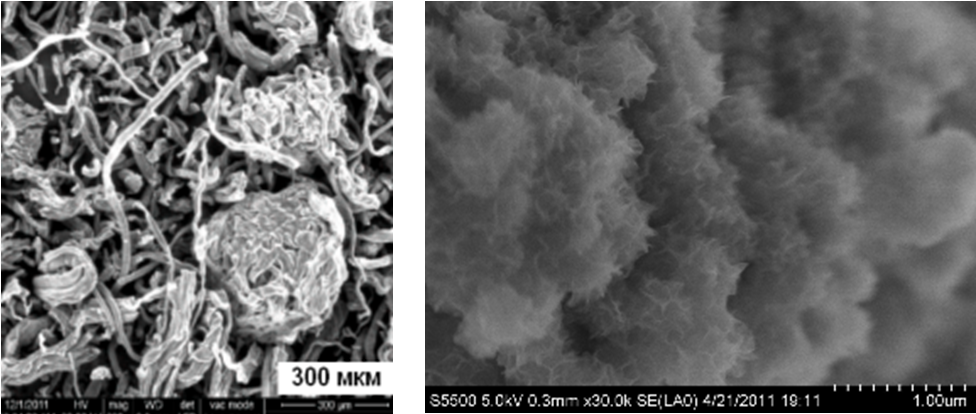 300 мкм
12/1/2011 HV mag WD det vac mode 300 µm
S5500 5.0kV 0.3mm x30.0k SE(LA0) 4/21/2011 19:11 1.00um